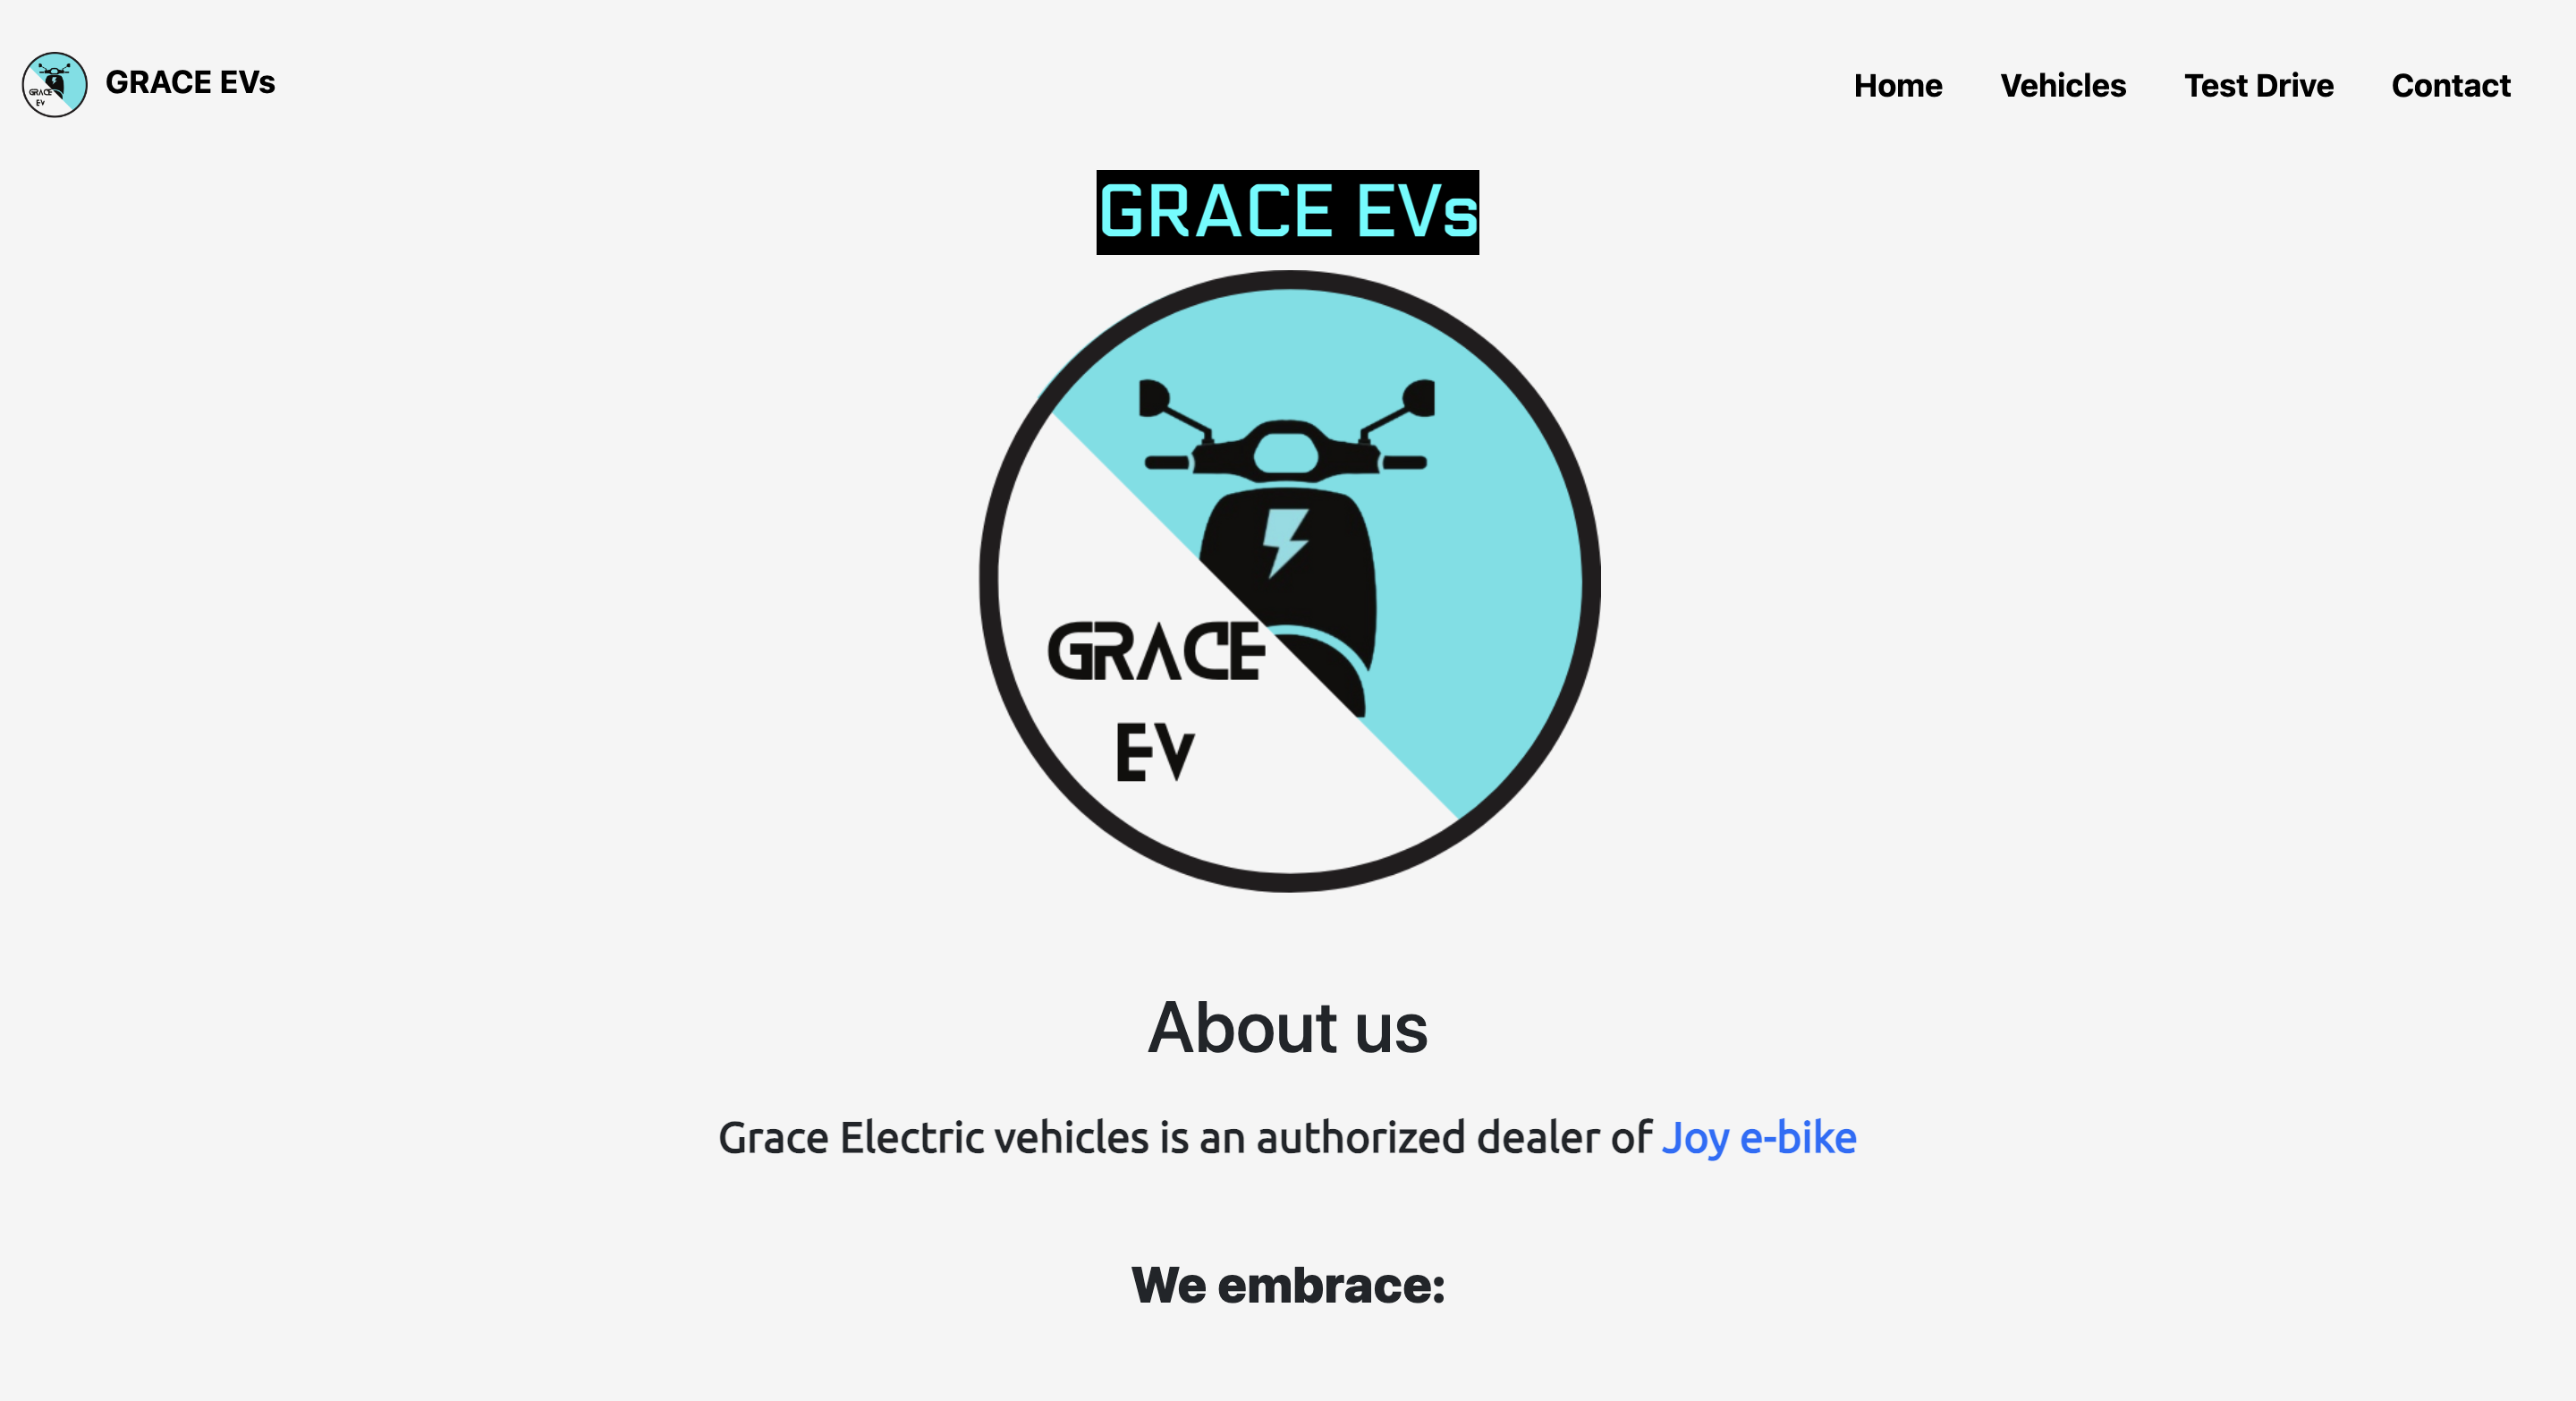 GRACE EV
GRACE EVs
Home Vehicles Test Drive Contact
GRACE EVs
GRACE
EV
About us
Grace Electric vehicles is an authorized dealer of Joy e-bike
We embrace: